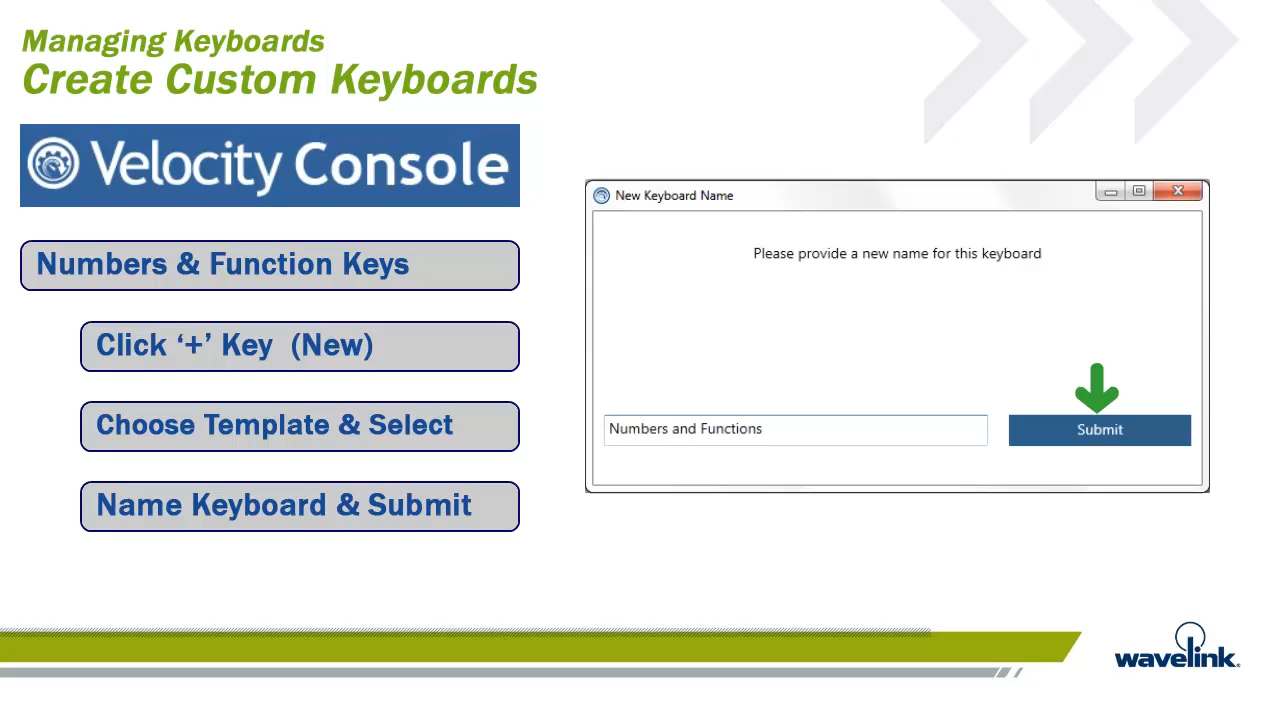 Managing Keyboards
Create Custom Keyboards
Velocity Console
Numbers & Function Keys
Click ‘+’ Key (New)
Choose Template & Select
Name Keyboard & Submit
New Keyboard Name
Please provide a new name for this keyboard
Numbers and Functions
Submit
wavelink®